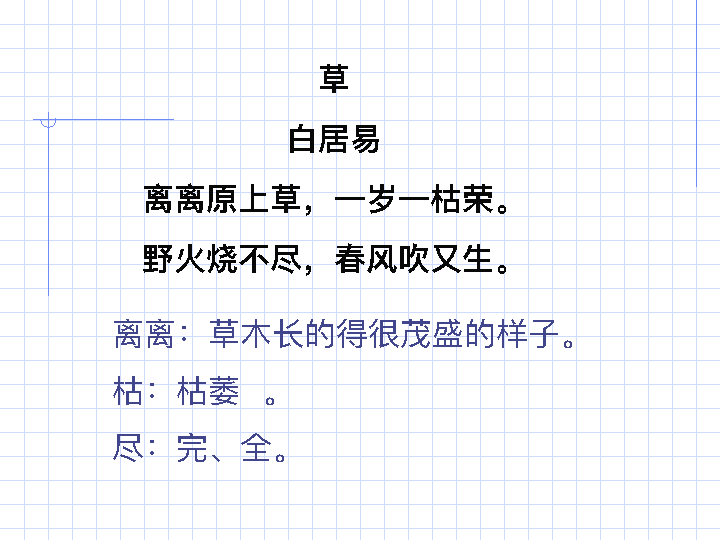 草
白居易
离离原上草，一岁一枯荣。
野火烧不尽，春风吹又生。
离离：草木长的得很茂盛的样子。
枯：枯萎 。
尽：完、全。